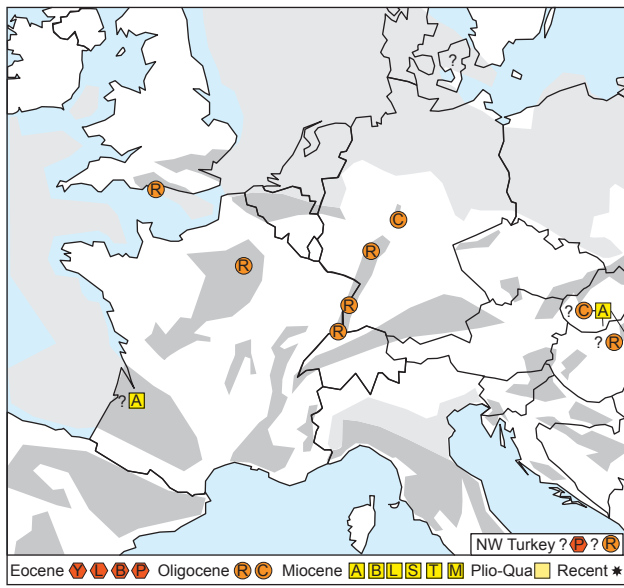 ?
R
C
R
R
R
R
? C A
? R
? A
NW Turkey ? P ? R
Eocene Y L B P Oligocene R C Miocene A B L S T M Plio-Qua Recent *